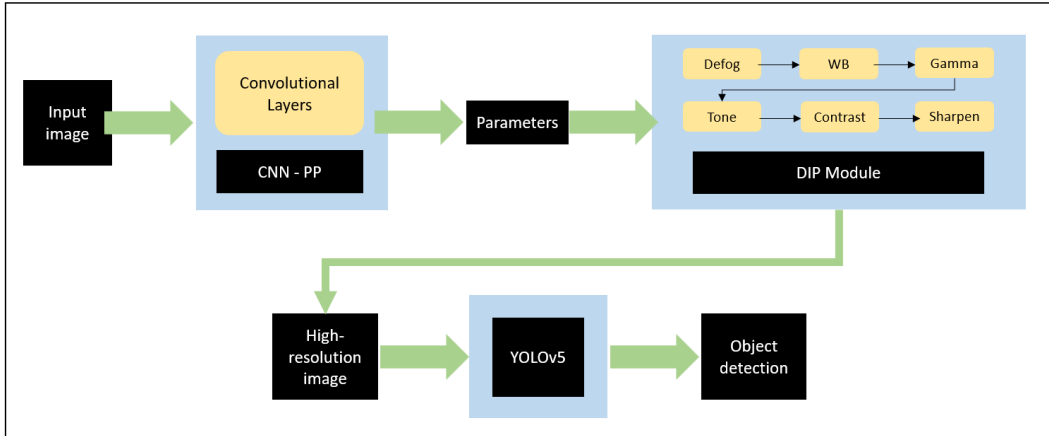 Input
image
Convolutional
Layers
CNN - PP
Parameters
Defog
WB
Gamma
Tone
Contrast
Sharpen
DIP Module
High-
resolution
image
YOLOv5
Object
detection